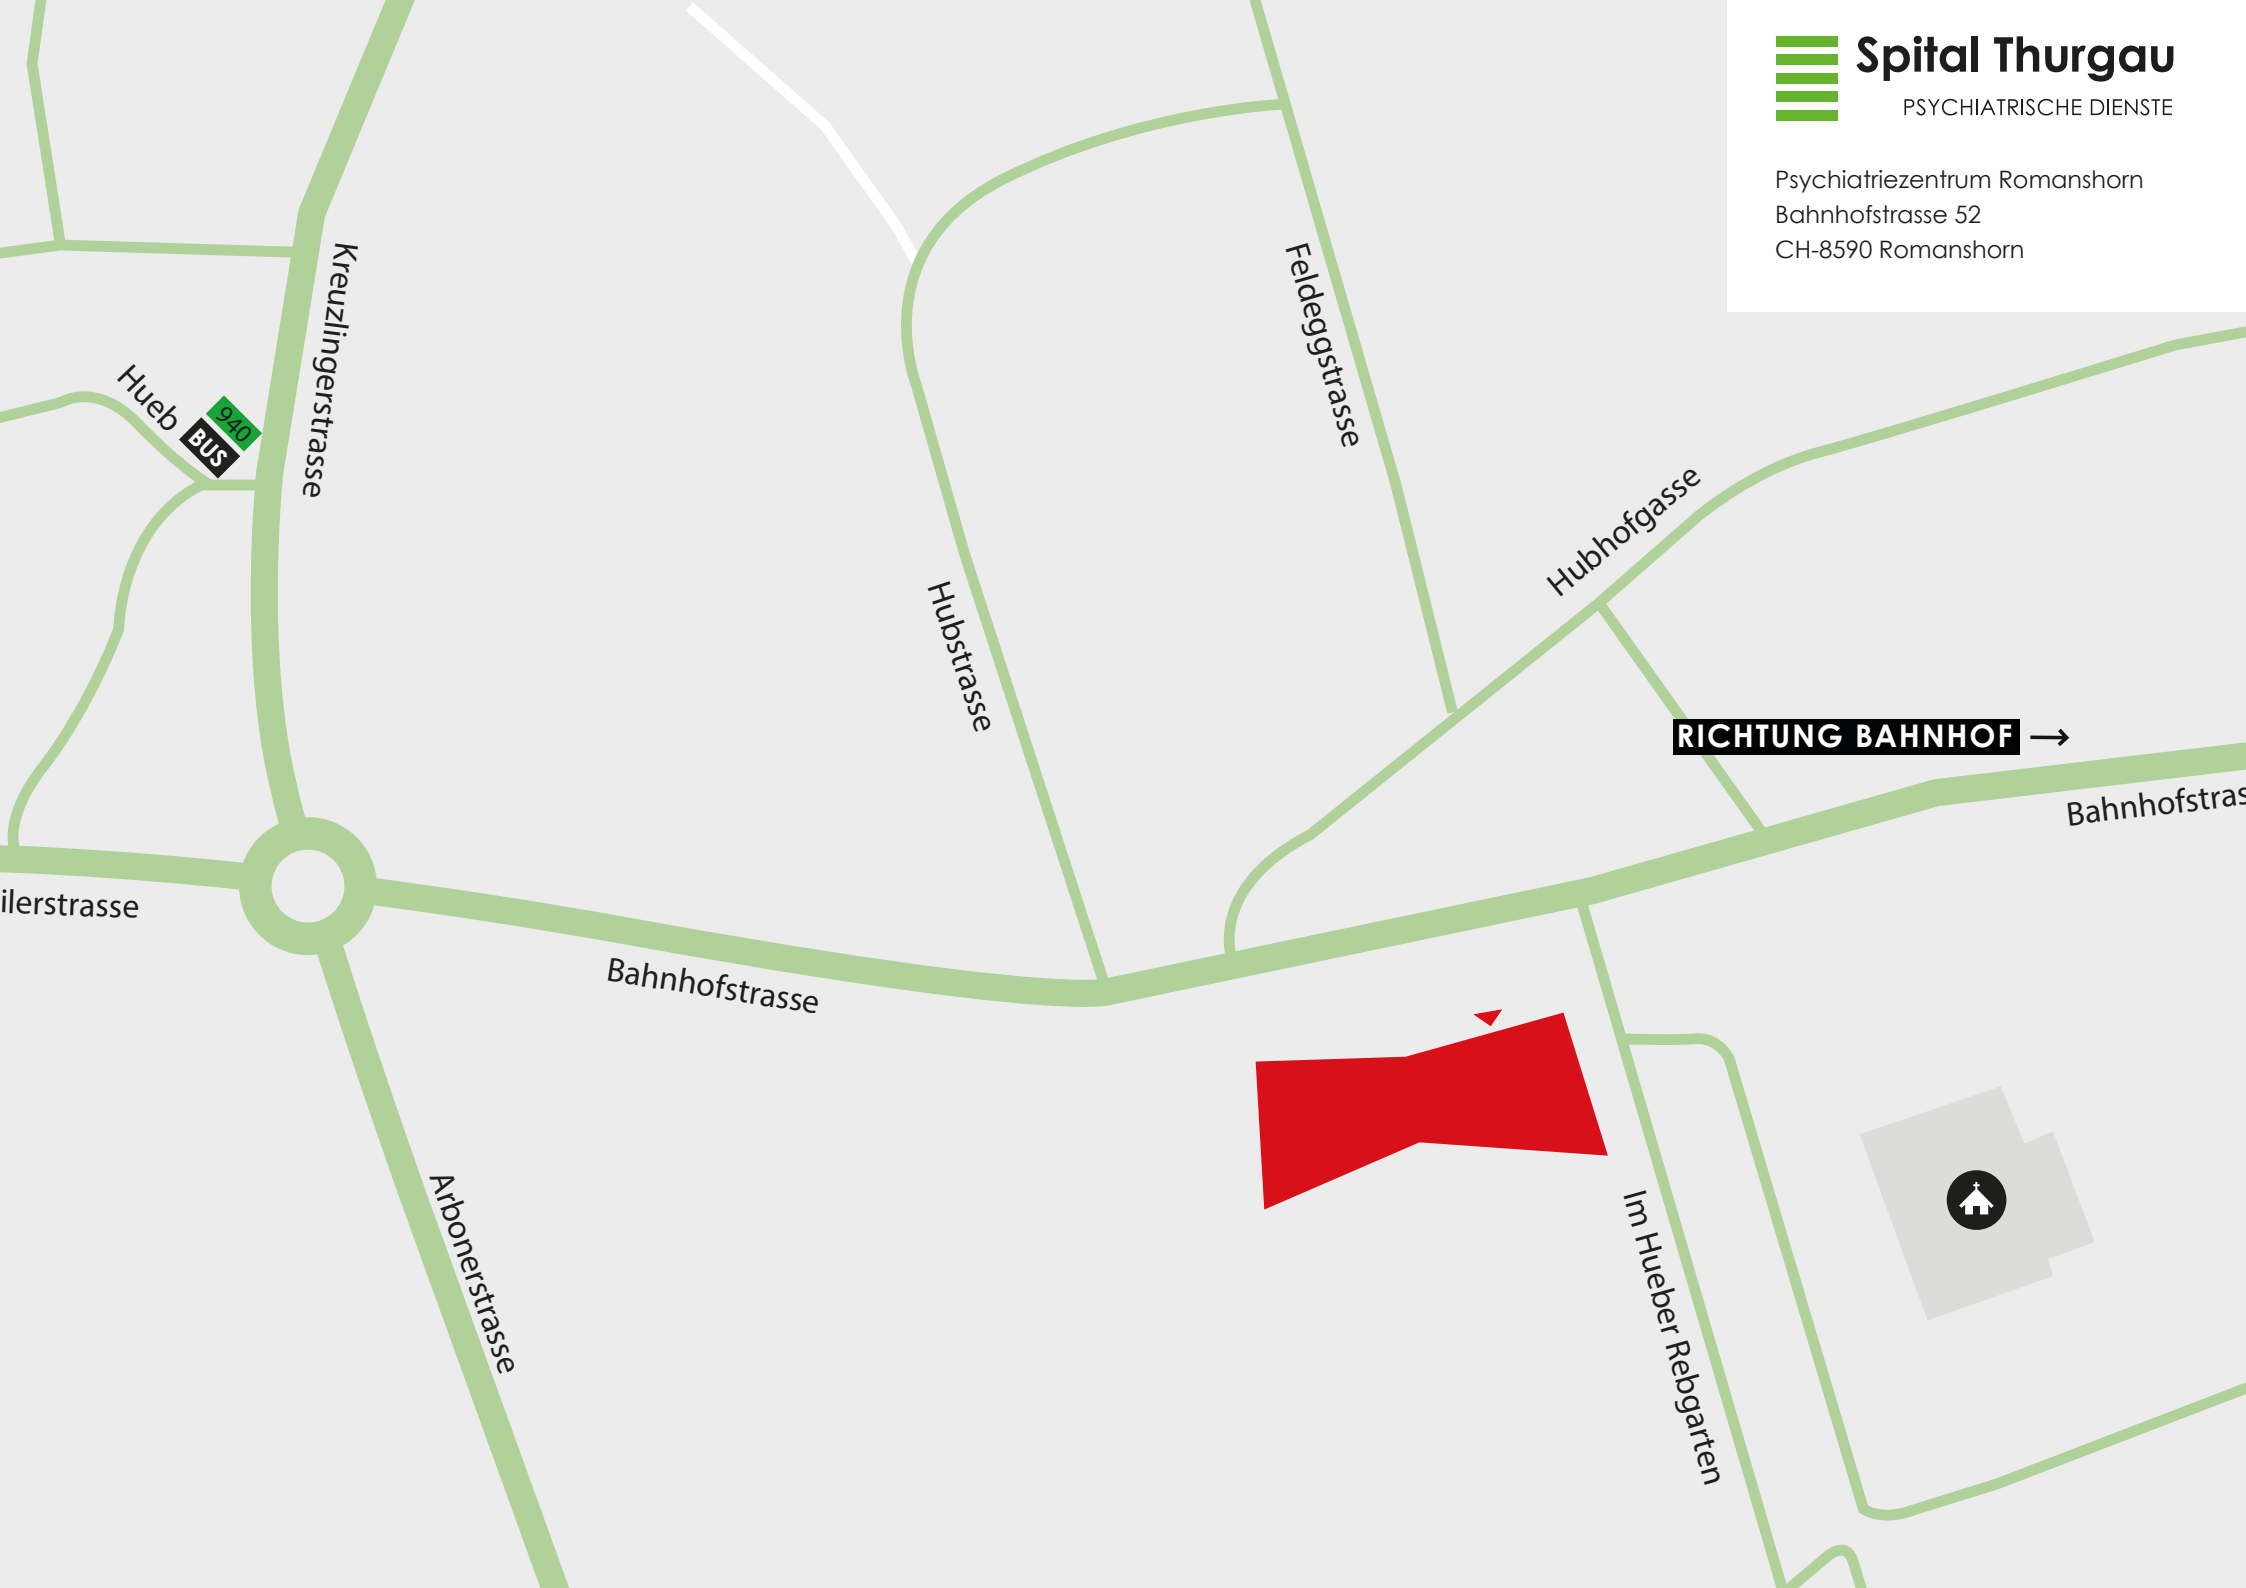 Spital Thurgau
PSYCHIATRISCHE DIENSTE
Psychiatriezentrum Romanshorn
Bahnhofstrasse 52
CH-8590 Romanshorn
Kreuzlingerstrasse
Hueb
940
BUS
Feldeggstrasse
Hubhofgasse
Hubstrasse
RICHTUNG BAHNHOF →
Bahnhofstras
ilerstrasse
Bahnhofstrasse
Arbonerstrasse
Im Hueber Rebgarten